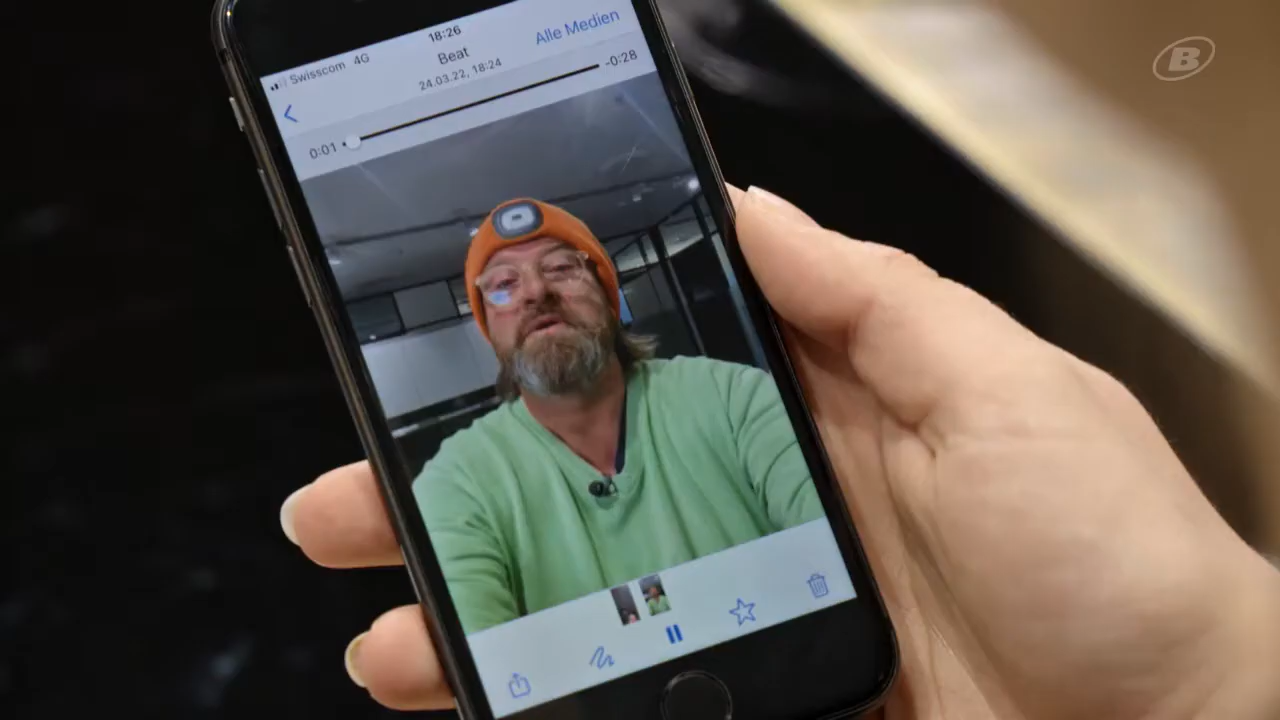 Swisscom 4G
18:26
Beat
24.03.22, 18:24
Alle Medien
0:01
-0:28
B